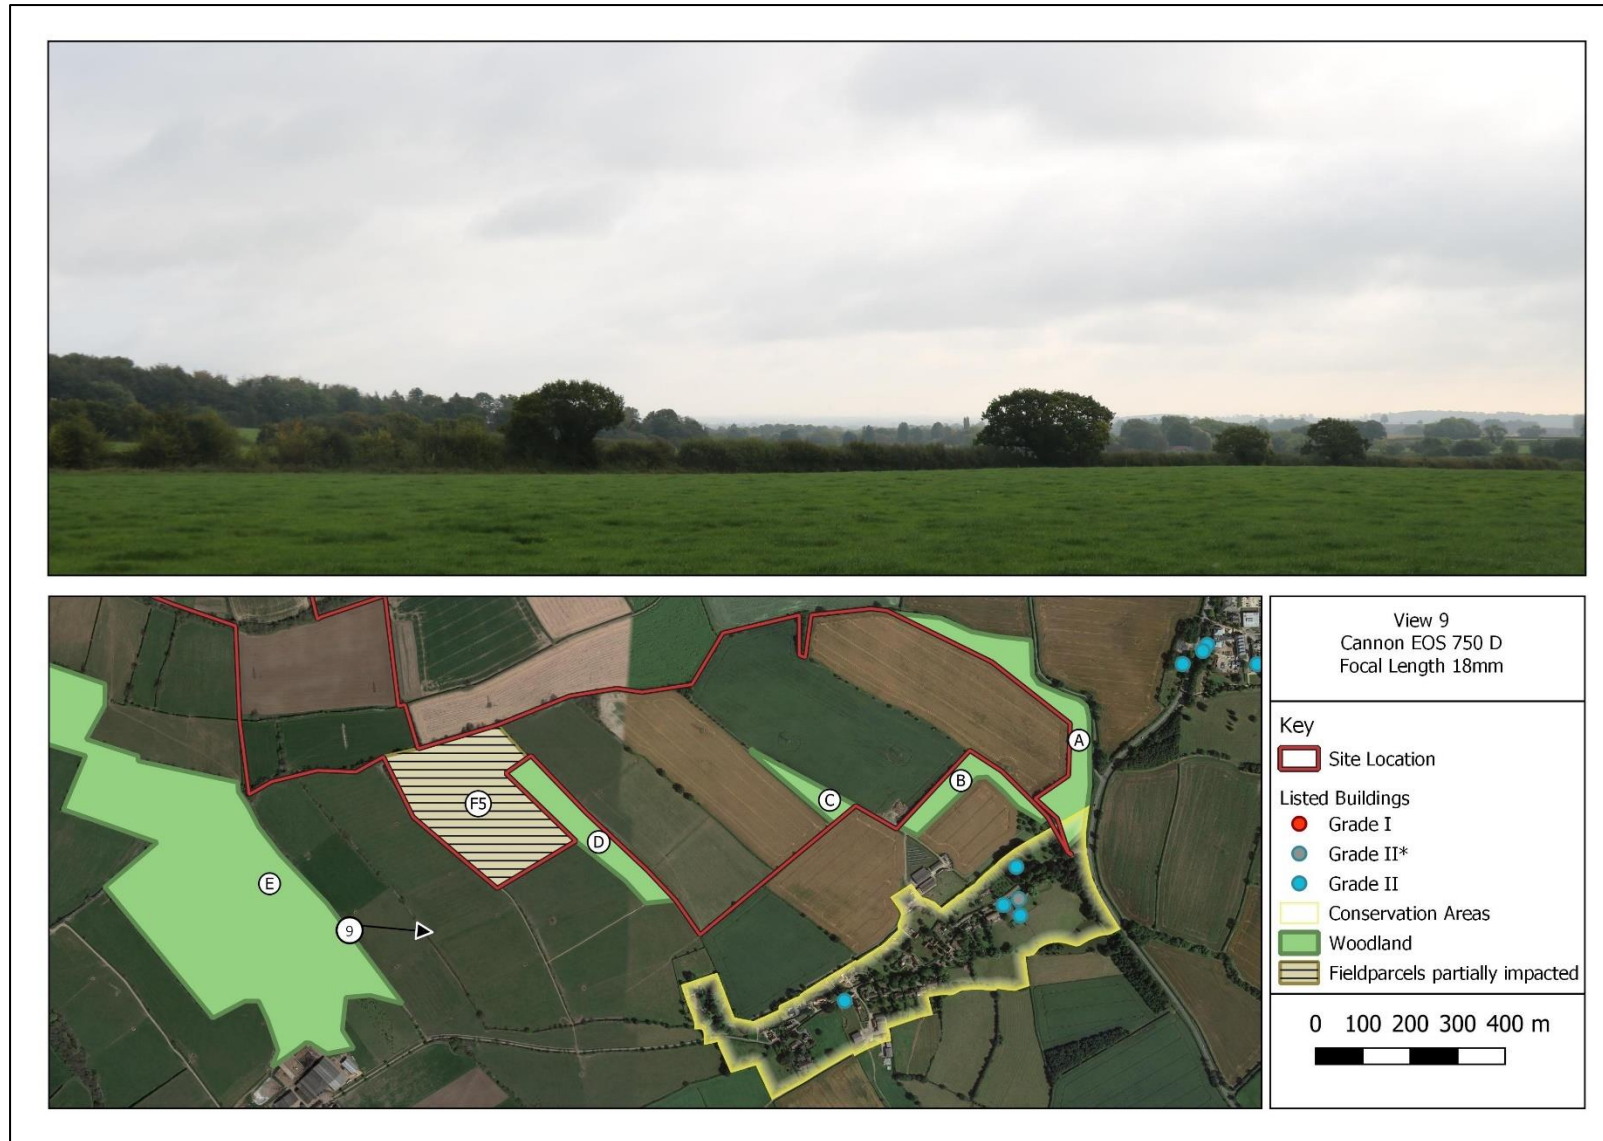 View 9
Cannon EOS 750 D
Focal Length 18mm
Key
Site Location
Listed Buildings
Grade I
Grade II*
Grade II
Conservation Areas
Woodland
Fieldparcels partially impacted
0 100 200 300 400 m
A
B
C
F5
D
E
9